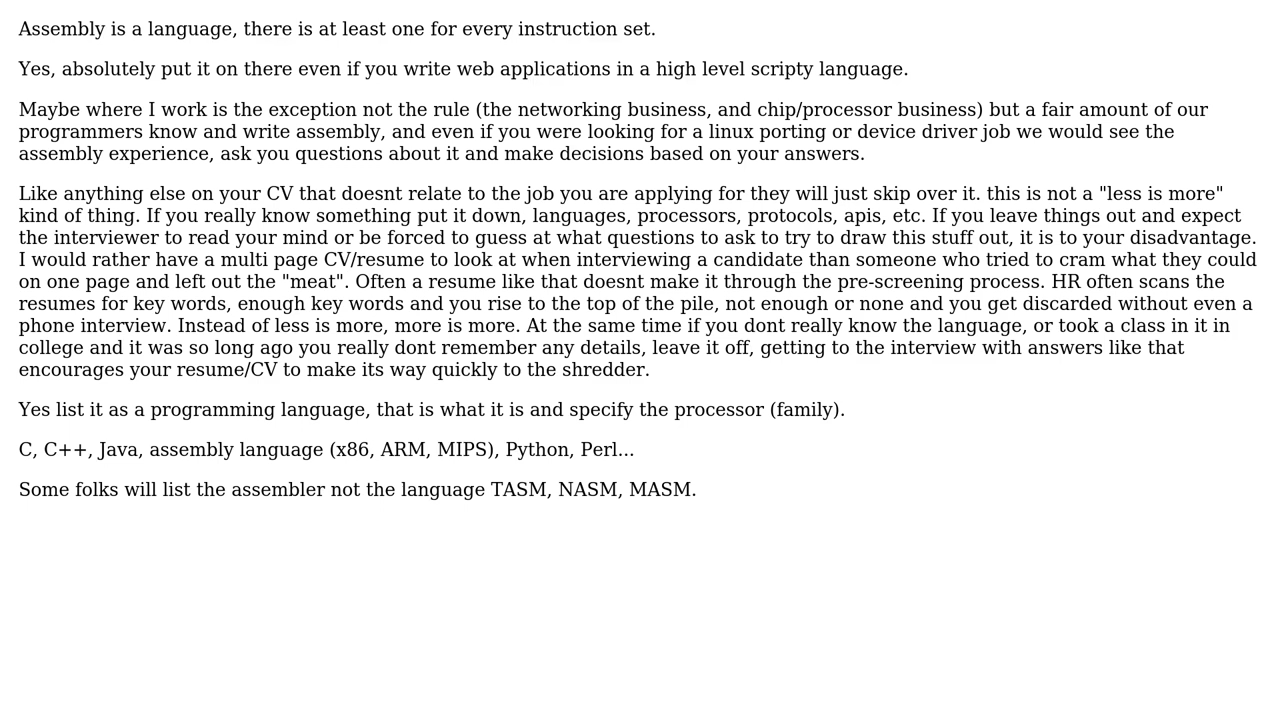 Assembly is a language, there is at least one for every instruction set.
Yes, absolutely put it on there even if you write web applications in a high level scripty language.
Maybe where I work is the exception not the rule (the networking business, and chip/processor business) but a fair amount of our
programmers know and write assembly, and even if you were looking for a linux porting or device driver job we would see the
assembly experience, ask you questions about it and make decisions based on your answers.
Like anything else on your CV that doesnt relate to the job you are applying for they will just skip over it. this is not a "less is more"
kind of thing. If you really know something put it down, languages, processors, protocols, apis, etc. If you leave things out and expect
the interviewer to read your mind or be forced to guess at what questions to ask to try to draw this stuff out, it is to your disadvantage.
I would rather have a multi page CV/resume to look at when interviewing a candidate than someone who tried to cram what they could
on one page and left out the "meat". Often a resume like that doesnt make it through the pre-screening process. HR often scans the
resumes for key words, enough key words and you rise to the top of the pile, not enough or none and you get discarded without even a
phone interview. Instead of less is more, more is more. At the same time if you dont really know the language, or took a class in it in
college and it was so long ago you really dont remember any details, leave it off, getting to the interview with answers like that
encourages your resume/CV to make its way quickly to the shredder.
Yes list it as a programming language, that is what it is and specify the processor (family).
C, C++, Java, assembly language (x86, ARM, MIPS), Python, Perl...
Some folks will list the assembler not the language TASM, NASM, MASM.